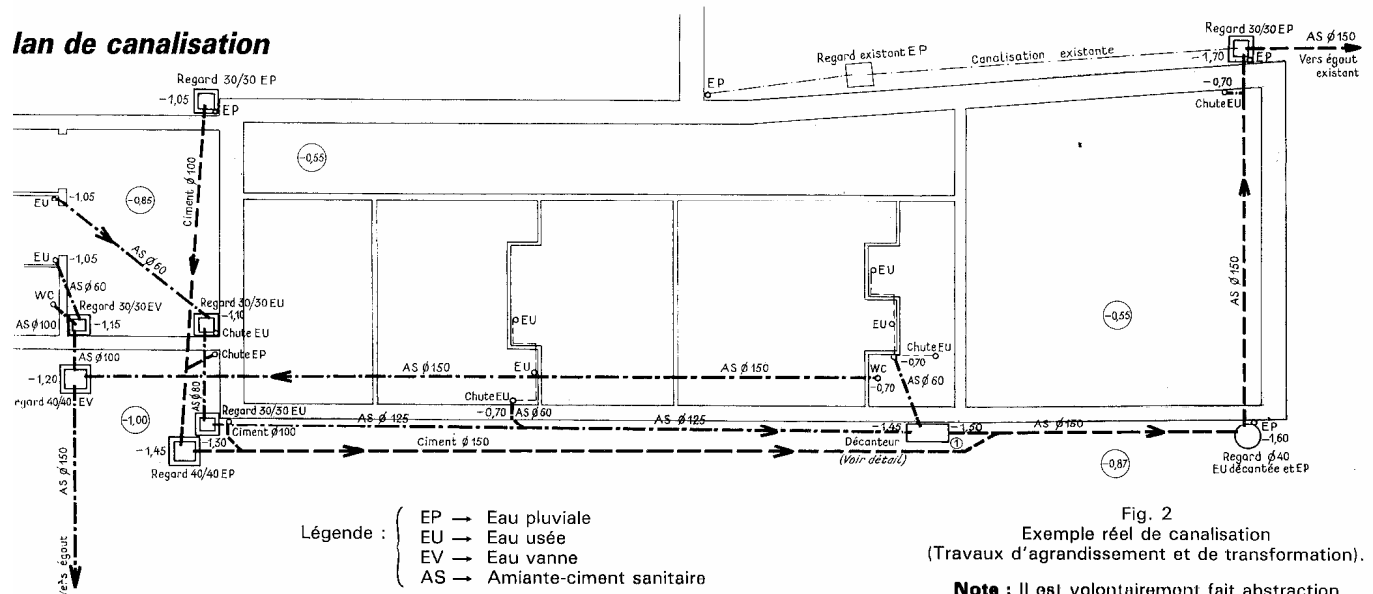 lan de canalisation
Regard 30/30 EP
-1,05
EP
Ciment Ø100
-0,55
-0,85
EU
-1,05
AS Ø60
EU
-1,05
AS Ø60
WC
Regard 30/30 EV
AS Ø100
-1,15
Regard 30/30 EU
-1,10
Chute EU
AS Ø100
Chute EP
-1,20
egard 40/40 EV
-1,00
AS Ø80
AS Ø150
Vers égout
Regard 30/30 EU
Ciment Ø100
-1,30
-1,45
Regard 40/40 EP
AS Ø150
AS Ø150
EU
EU
Chute EU
-0,70
AS Ø60
AS Ø125
AS Ø125
Ciment Ø150
EU
EU
Chute EU
-0,70
WC
-0,70
AS Ø60
-1,45
-1,50
Décanteur
(Voir détail)
1
AS Ø150
-0,87
-0,55
EP
Regard existant EP
Canalisation existante
Regard 30/30 EP
-1,70
EP
AS Ø150
Vers égout
existant
-0,70
Chute EU
AS Ø150
EP
-1,60
Regard Ø40
EU décantée et EP
Légende :
EP → Eau pluviale
EU → Eau usée
EV → Eau vanne
AS → Amiante-ciment sanitaire
Fig. 2
Exemple réel de canalisation
(Travaux d'agrandissement et de transformation).
Note : Il est volontairement fait abstraction